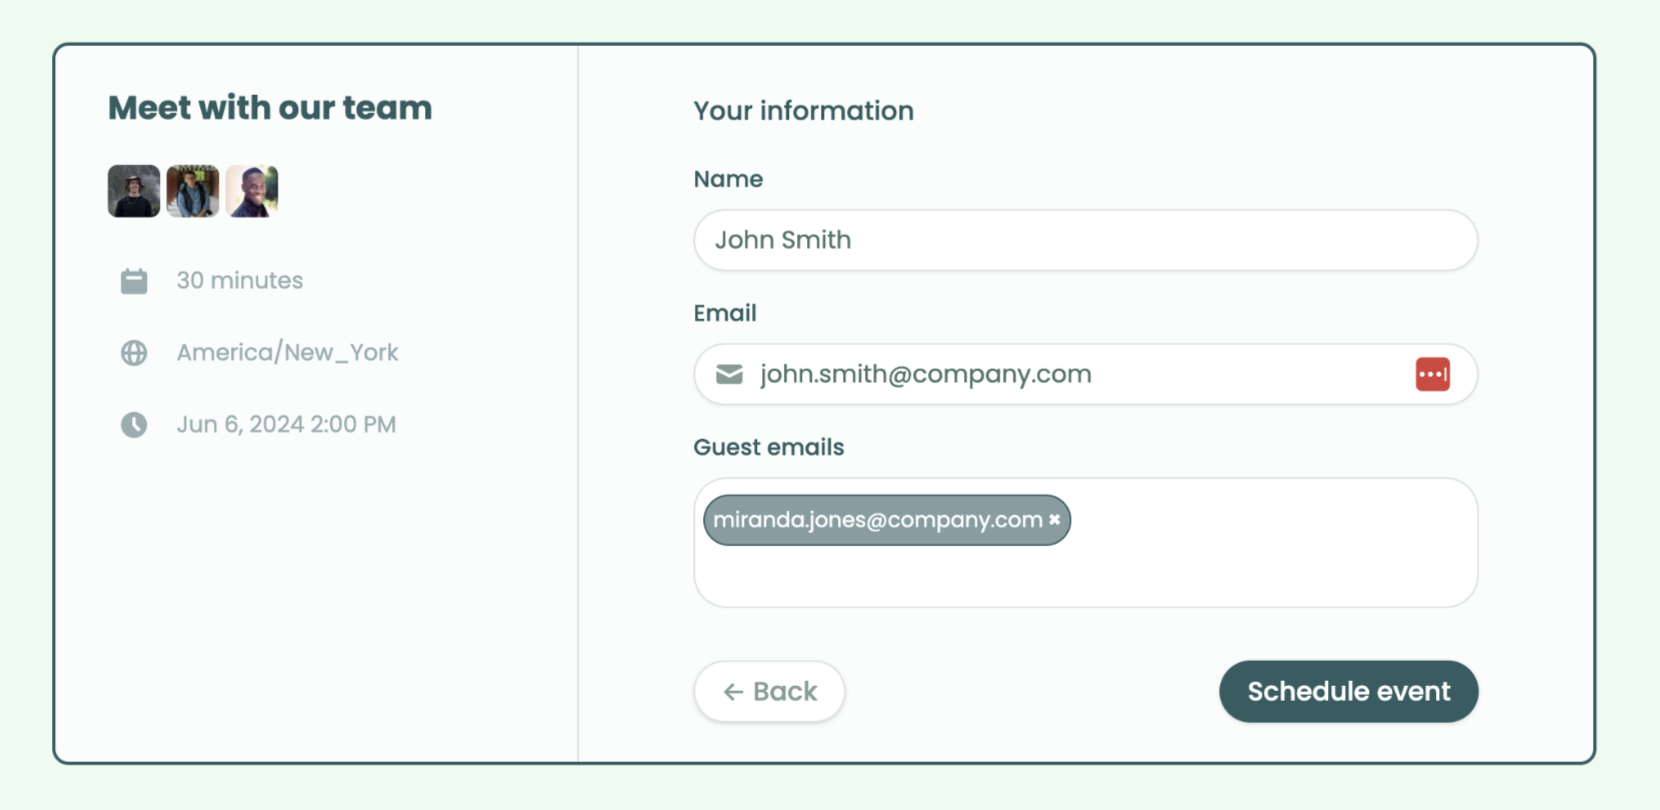 Meet with our team
30 minutes
America/New_York
Jun 6, 2024 2:00 PM
Your information
Name
John Smith
Email
john.smith@company.com
Guest emails
miranda.jones@company.com ✖
← Back
Schedule event